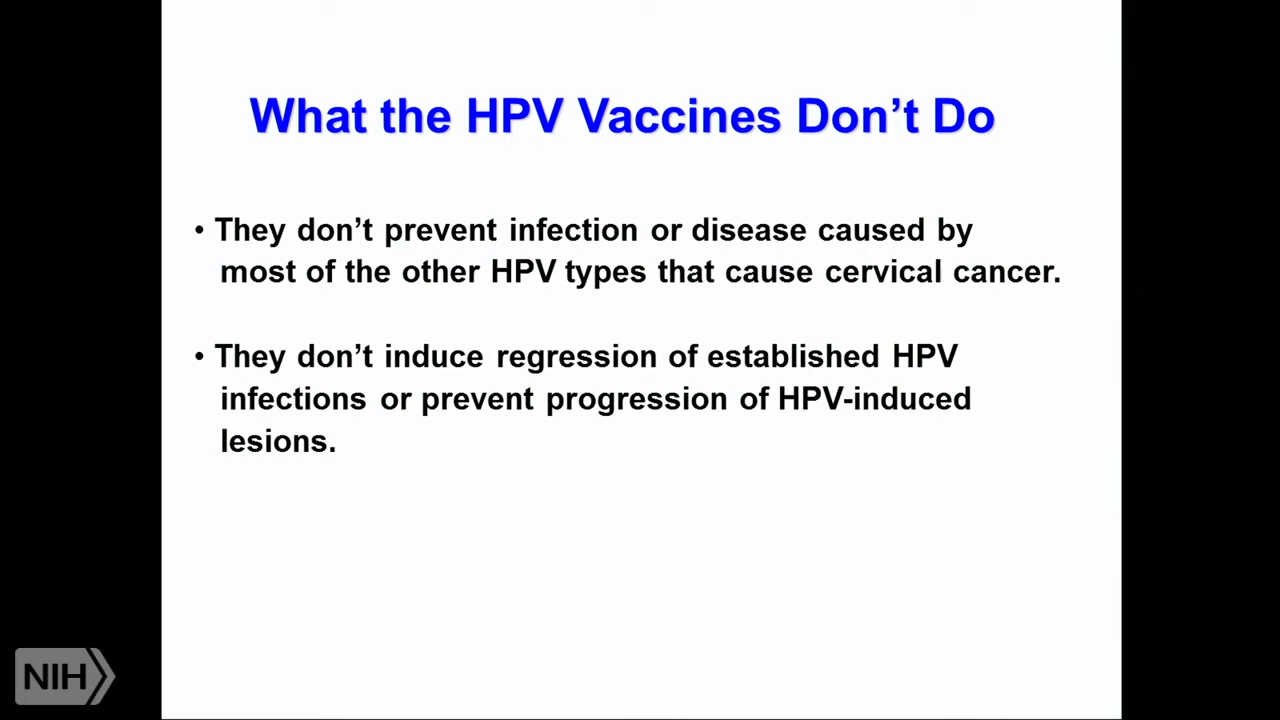 What the HPV Vaccines Don’t Do
• They don’t prevent infection or disease caused by
most of the other HPV types that cause cervical cancer.
• They don’t induce regression of established HPV
infections or prevent progression of HPV-induced
lesions.
NIH